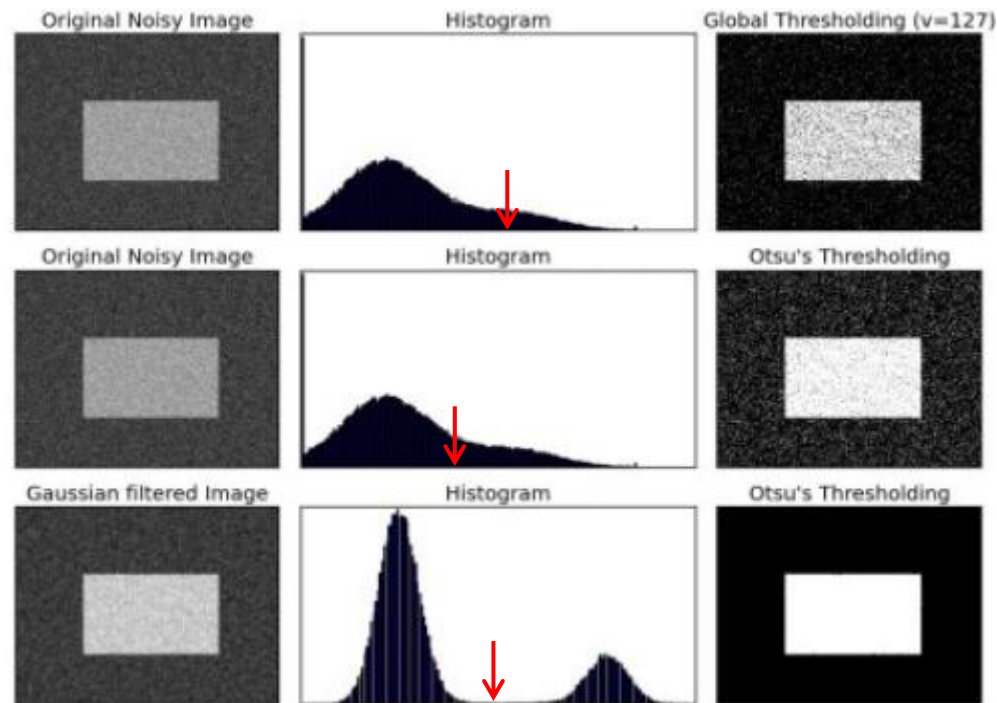 Original Noisy Image
Histogram
Global Thresholding (v=127)
Original Noisy Image
Histogram
Otsu's Thresholding
Gaussian filtered Image
Histogram
Otsu's Thresholding